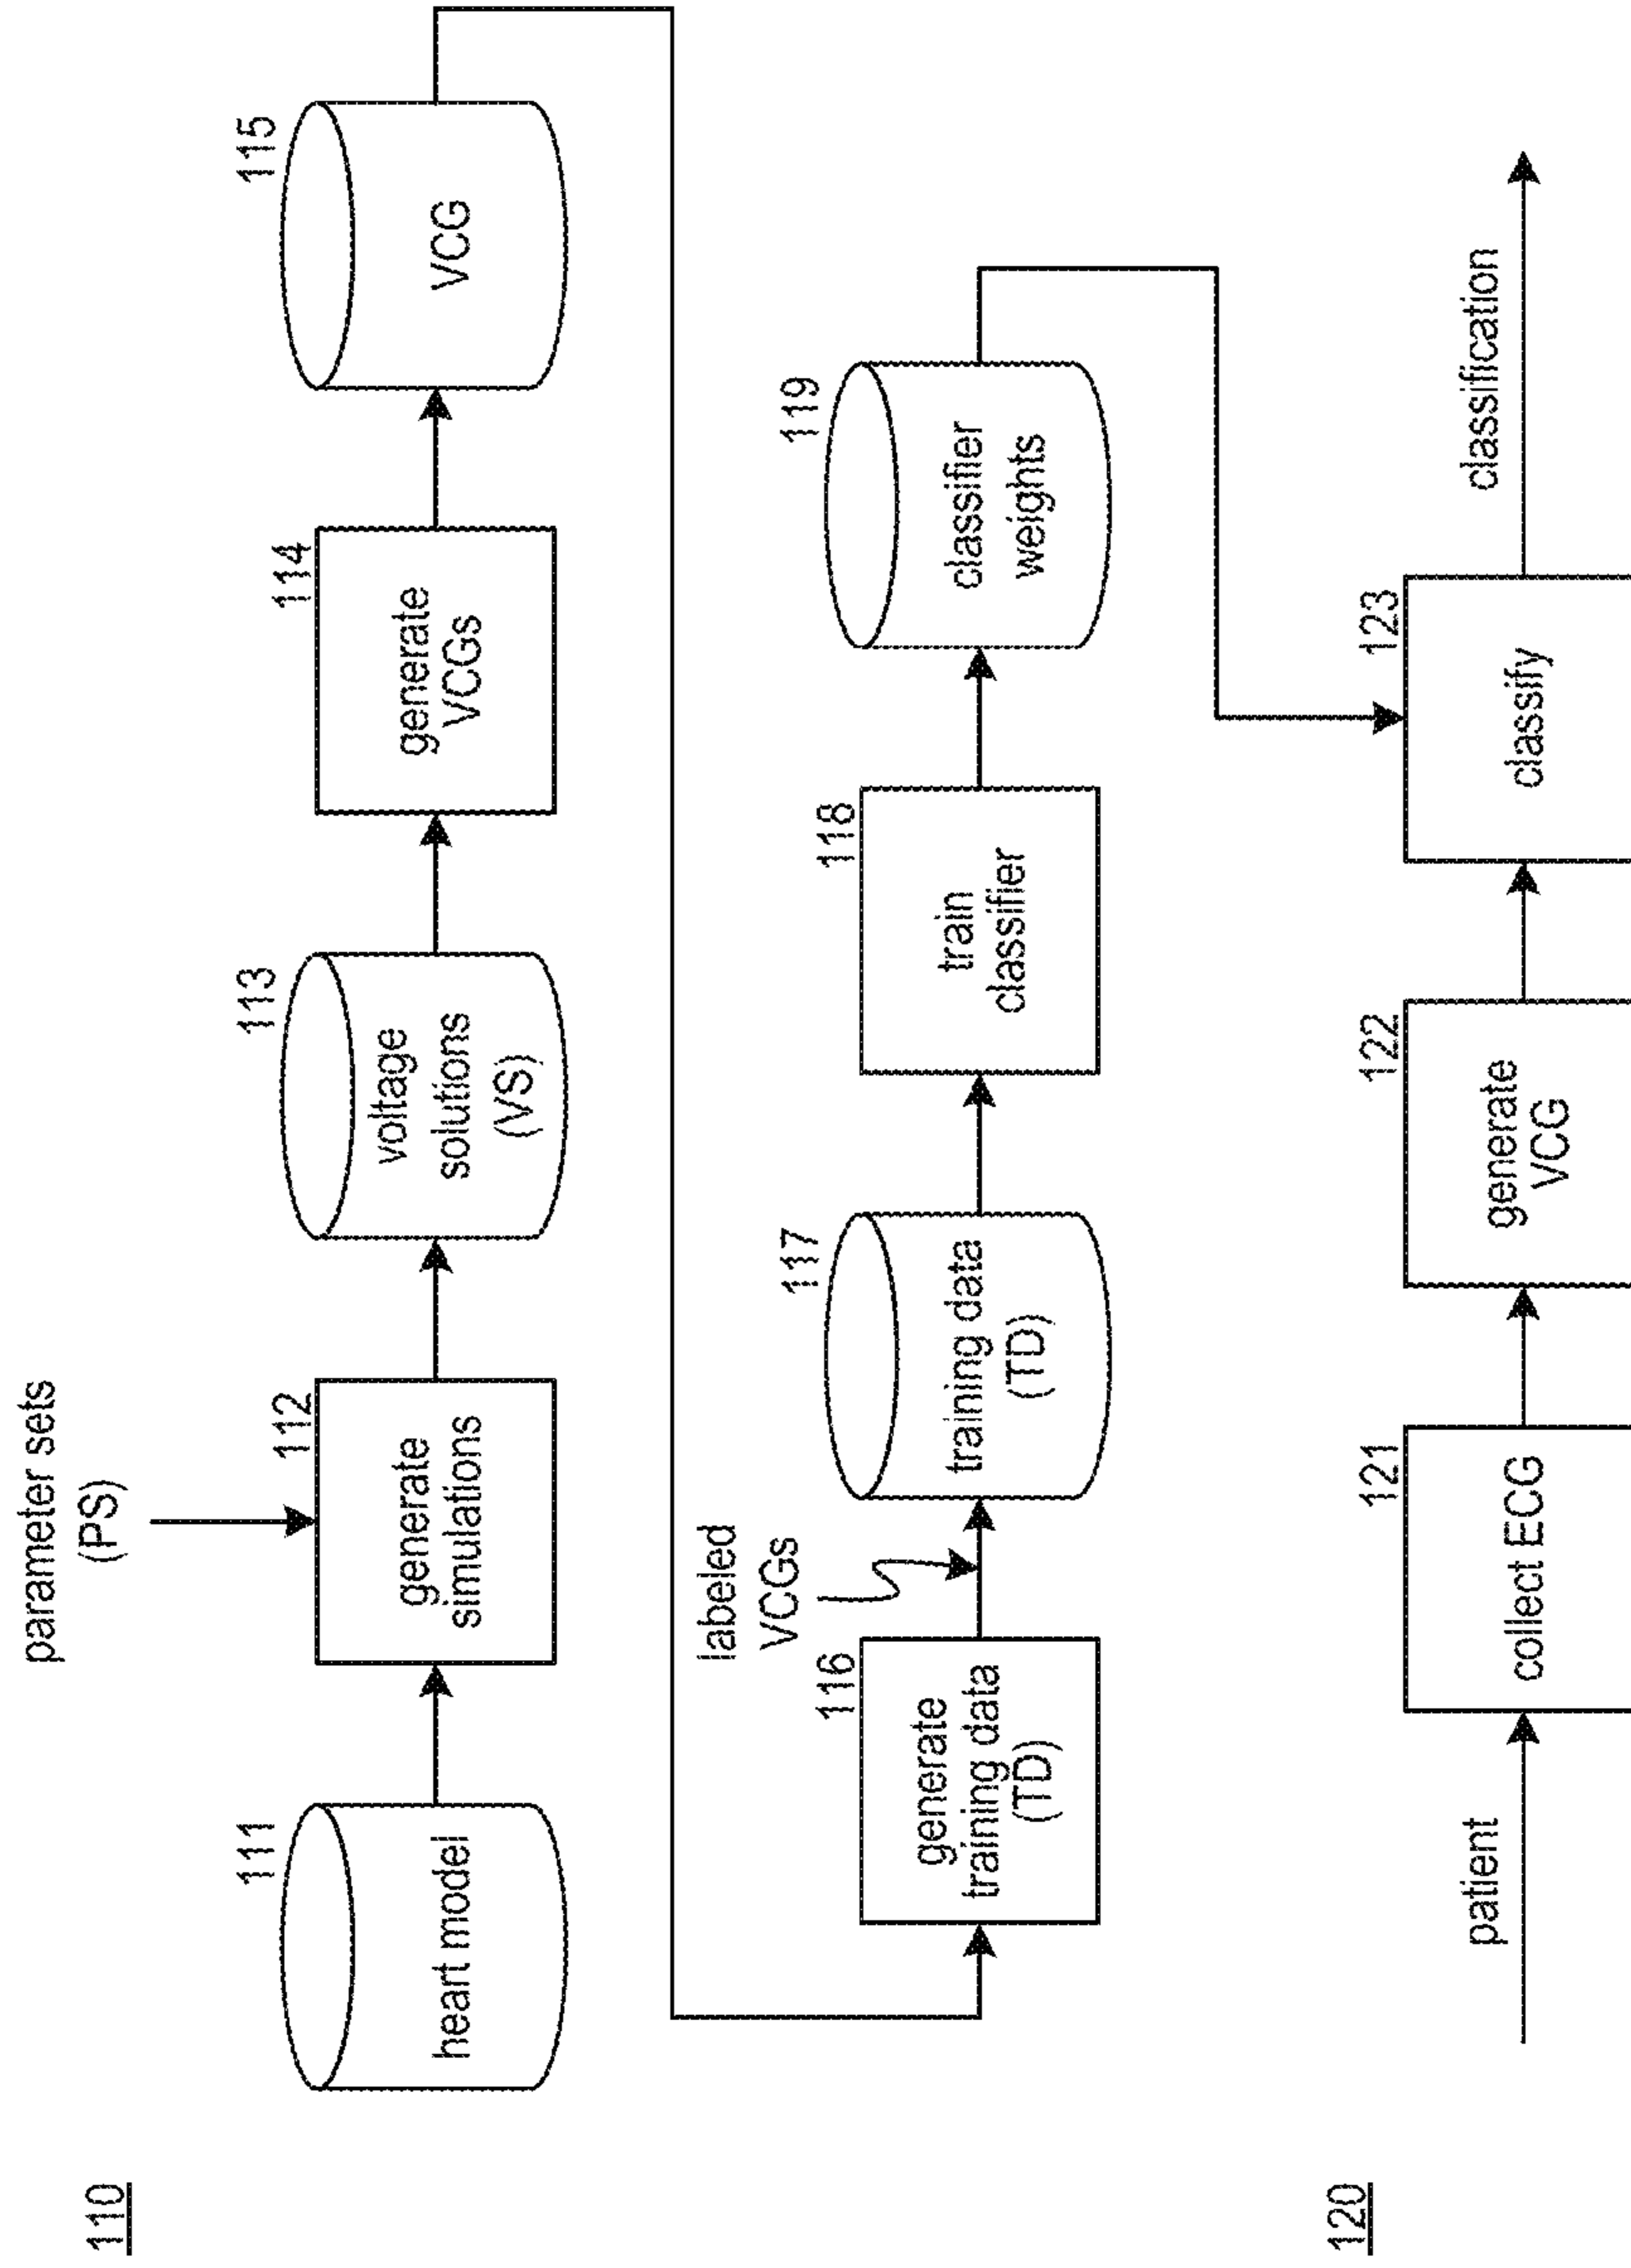 110
parameter sets
(PS)
111
heart model
112
generate
simulations
113
voltage
solutions
(VS)
114
generate
VCGs
115
VCG
labeled
VCGs
116
generate
training data
(TD)
117
training data
(TD)
118
train
classifier
119
classifier
weights
120
patient
121
collect ECG
122
generate
VCG
123
classify
classification